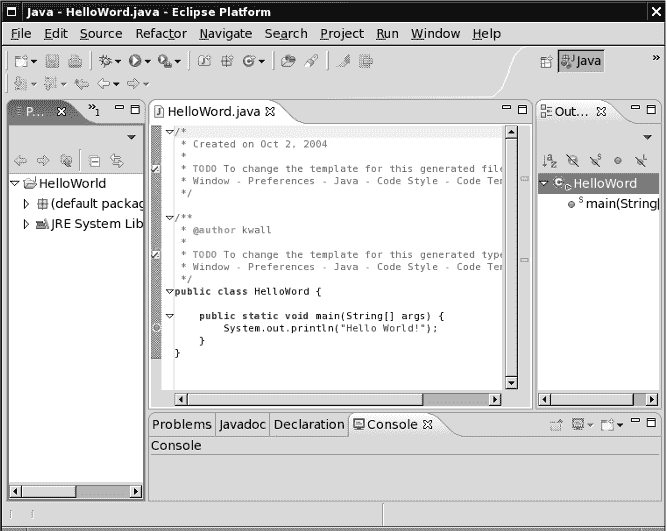 Java - HelloWord.java - Eclipse Platform
File Edit Source Refactor Navigate Search Project Run Window Help
Java
»
P...
»1
HelloWord.java
Out...
HelloWorld
(default packag
JRE System Lib
/*
* Created on Oct 2, 2004
*
* TODO To change the template for this generated file
* Window - Preferences - Java - Code Style - Code Tem
*/
/**
* @author kwall
*
* TODO To change the template for this generated type
* Window - Preferences - Java - Code Style - Code Tem
*/
public class HelloWord {
public static void main(String[] args) {
System.out.println("Hello World!");
}
}
HelloWord
main(String[
Problems Javadoc Declaration Console
Console